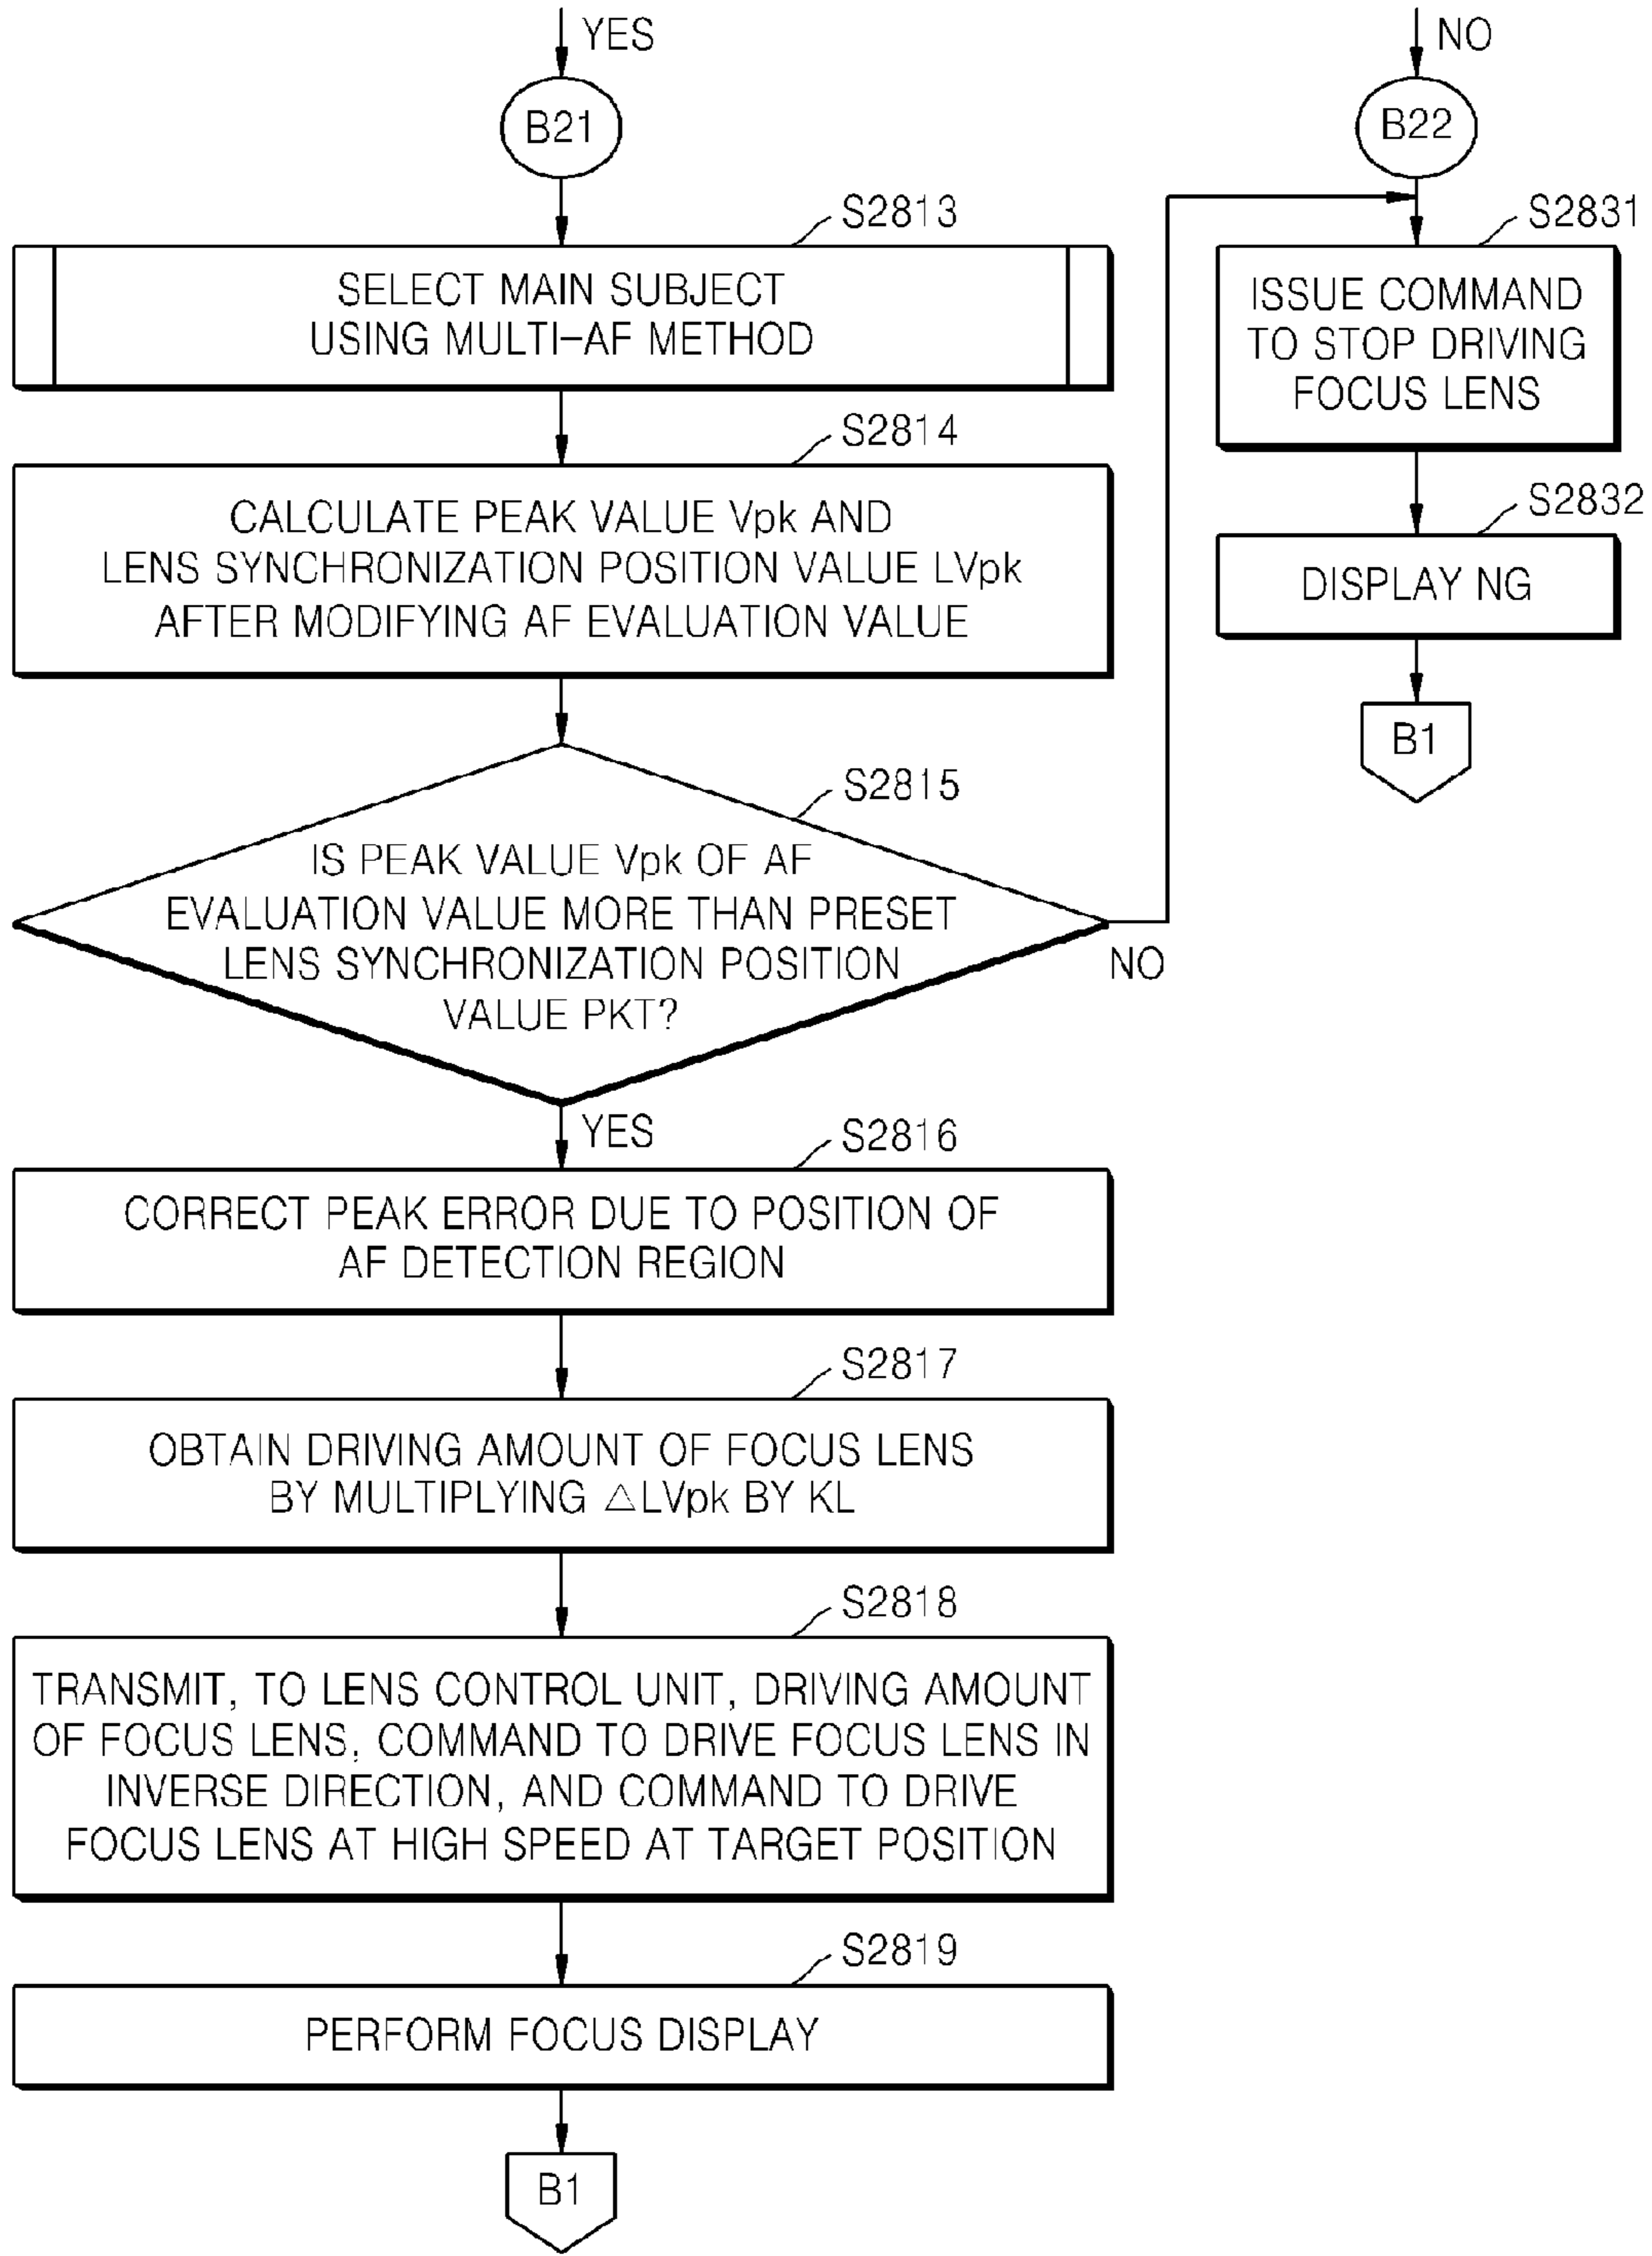 YES
B21
S2813
SELECT MAIN SUBJECT
USING MULTI-AF METHOD
S2814
CALCULATE PEAK VALUE Vpk AND
LENS SYNCHRONIZATION POSITION VALUE LVpk
AFTER MODIFYING AF EVALUATION VALUE
S2815
IS PEAK VALUE Vpk OF AF
EVALUATION VALUE MORE THAN PRESET
LENS SYNCHRONIZATION POSITION
VALUE PKT?
NO
YES
S2816
CORRECT PEAK ERROR DUE TO POSITION OF
AF DETECTION REGION
S2817
OBTAIN DRIVING AMOUNT OF FOCUS LENS
BY MULTIPLYING △LVpk BY KL
S2818
TRANSMIT, TO LENS CONTROL UNIT, DRIVING AMOUNT
OF FOCUS LENS, COMMAND TO DRIVE FOCUS LENS IN
INVERSE DIRECTION, AND COMMAND TO DRIVE
FOCUS LENS AT HIGH SPEED AT TARGET POSITION
S2819
PERFORM FOCUS DISPLAY
B1
NO
B22
S2831
ISSUE COMMAND
TO STOP DRIVING
FOCUS LENS
S2832
DISPLAY NG
B1